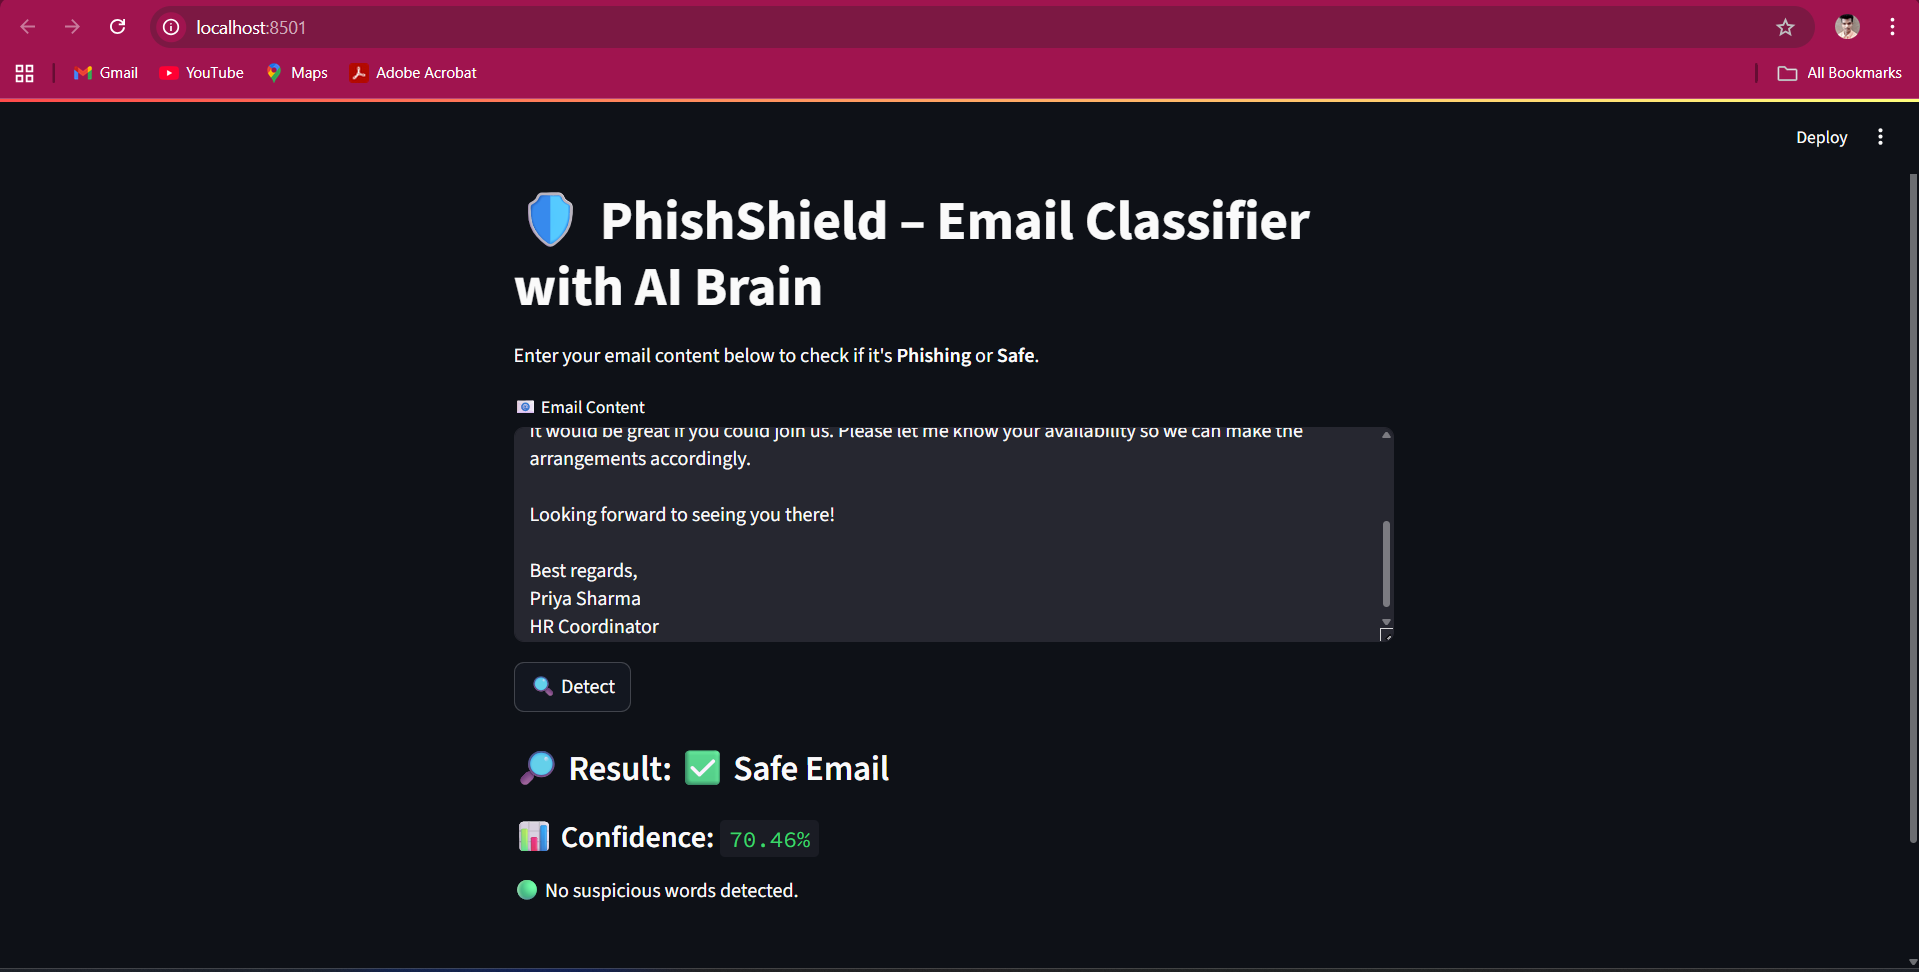 localhost:8501
Gmail
YouTube
Maps
Adobe Acrobat
All Bookmarks
Deploy
PhishShield – Email Classifier
with AI Brain
Enter your email content below to check if it's Phishing or Safe.
Email Content
It would be great if you could join us. Please let me know your availability so we can make the
arrangements accordingly.
Looking forward to seeing you there!
Best regards,
Priya Sharma
HR Coordinator
Detect
Result: ✅ Safe Email
Confidence: 70.46%
No suspicious words detected.